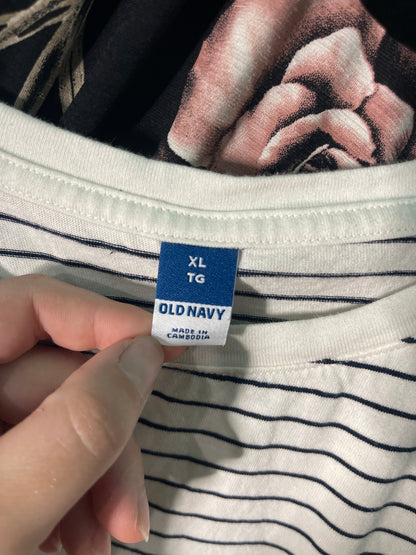 XL
TG
OLD NAVY
MADE IN
CAMBODIA